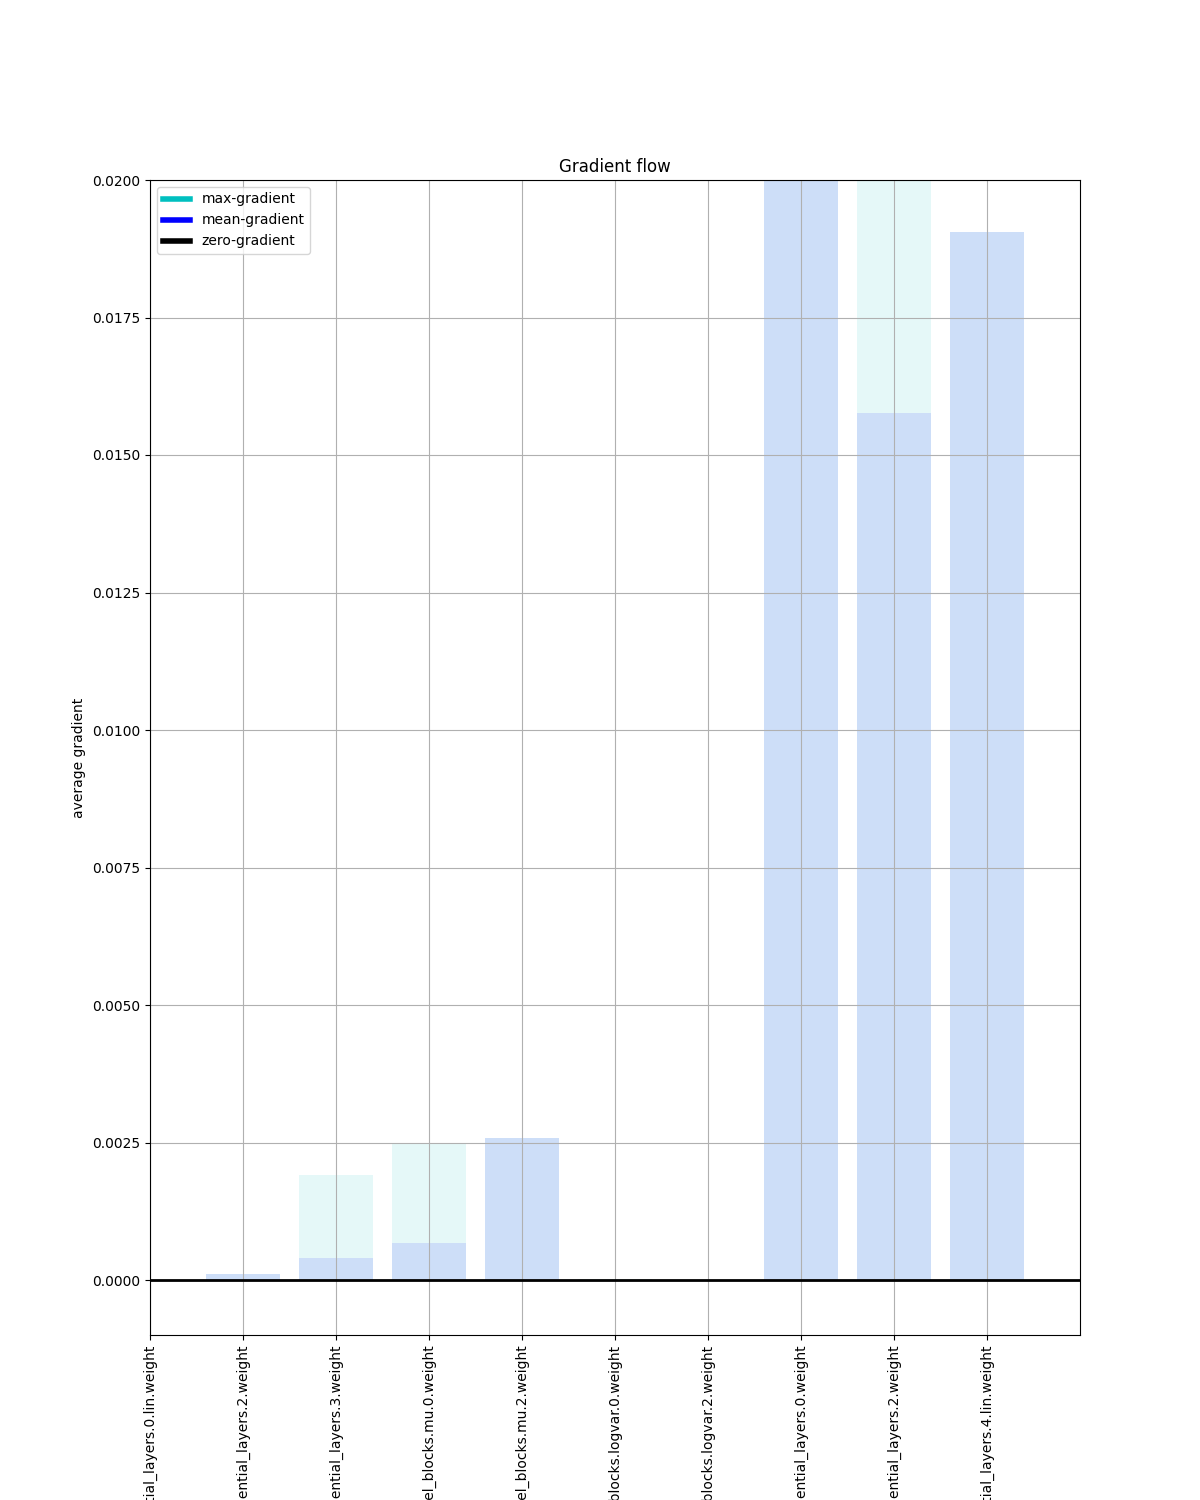 Gradient flow
max-gradient
mean-gradient
zero-gradient
0.0200
0.0175
0.0150
0.0125
0.0100
0.0075
0.0050
0.0025
0.0000
average gradient
tial_layers.0.lin.weight
ential_layers.2.weight
ential_layers.3.weight
el_blocks.mu.0.weight
el_blocks.mu.2.weight
blocks.logvar.0.weight
blocks.logvar.2.weight
ential_layers.0.weight
ential_layers.2.weight
tial_layers.4.lin.weight